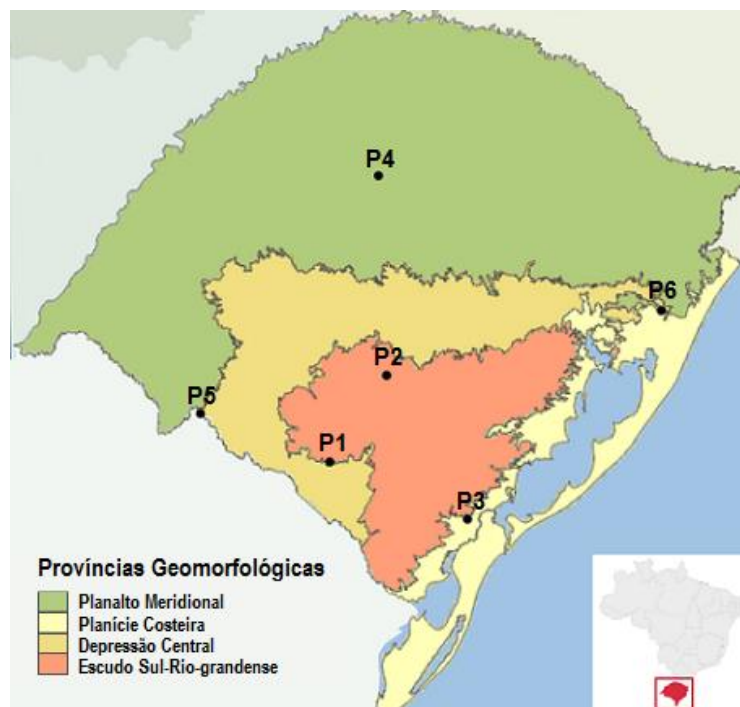 P4
P6
P2
P5
P1
P3
Províncias Geomorfológicas
Planalto Meridional
Planície Costeira
Depressão Central
Escudo Sul-Rio-grandense